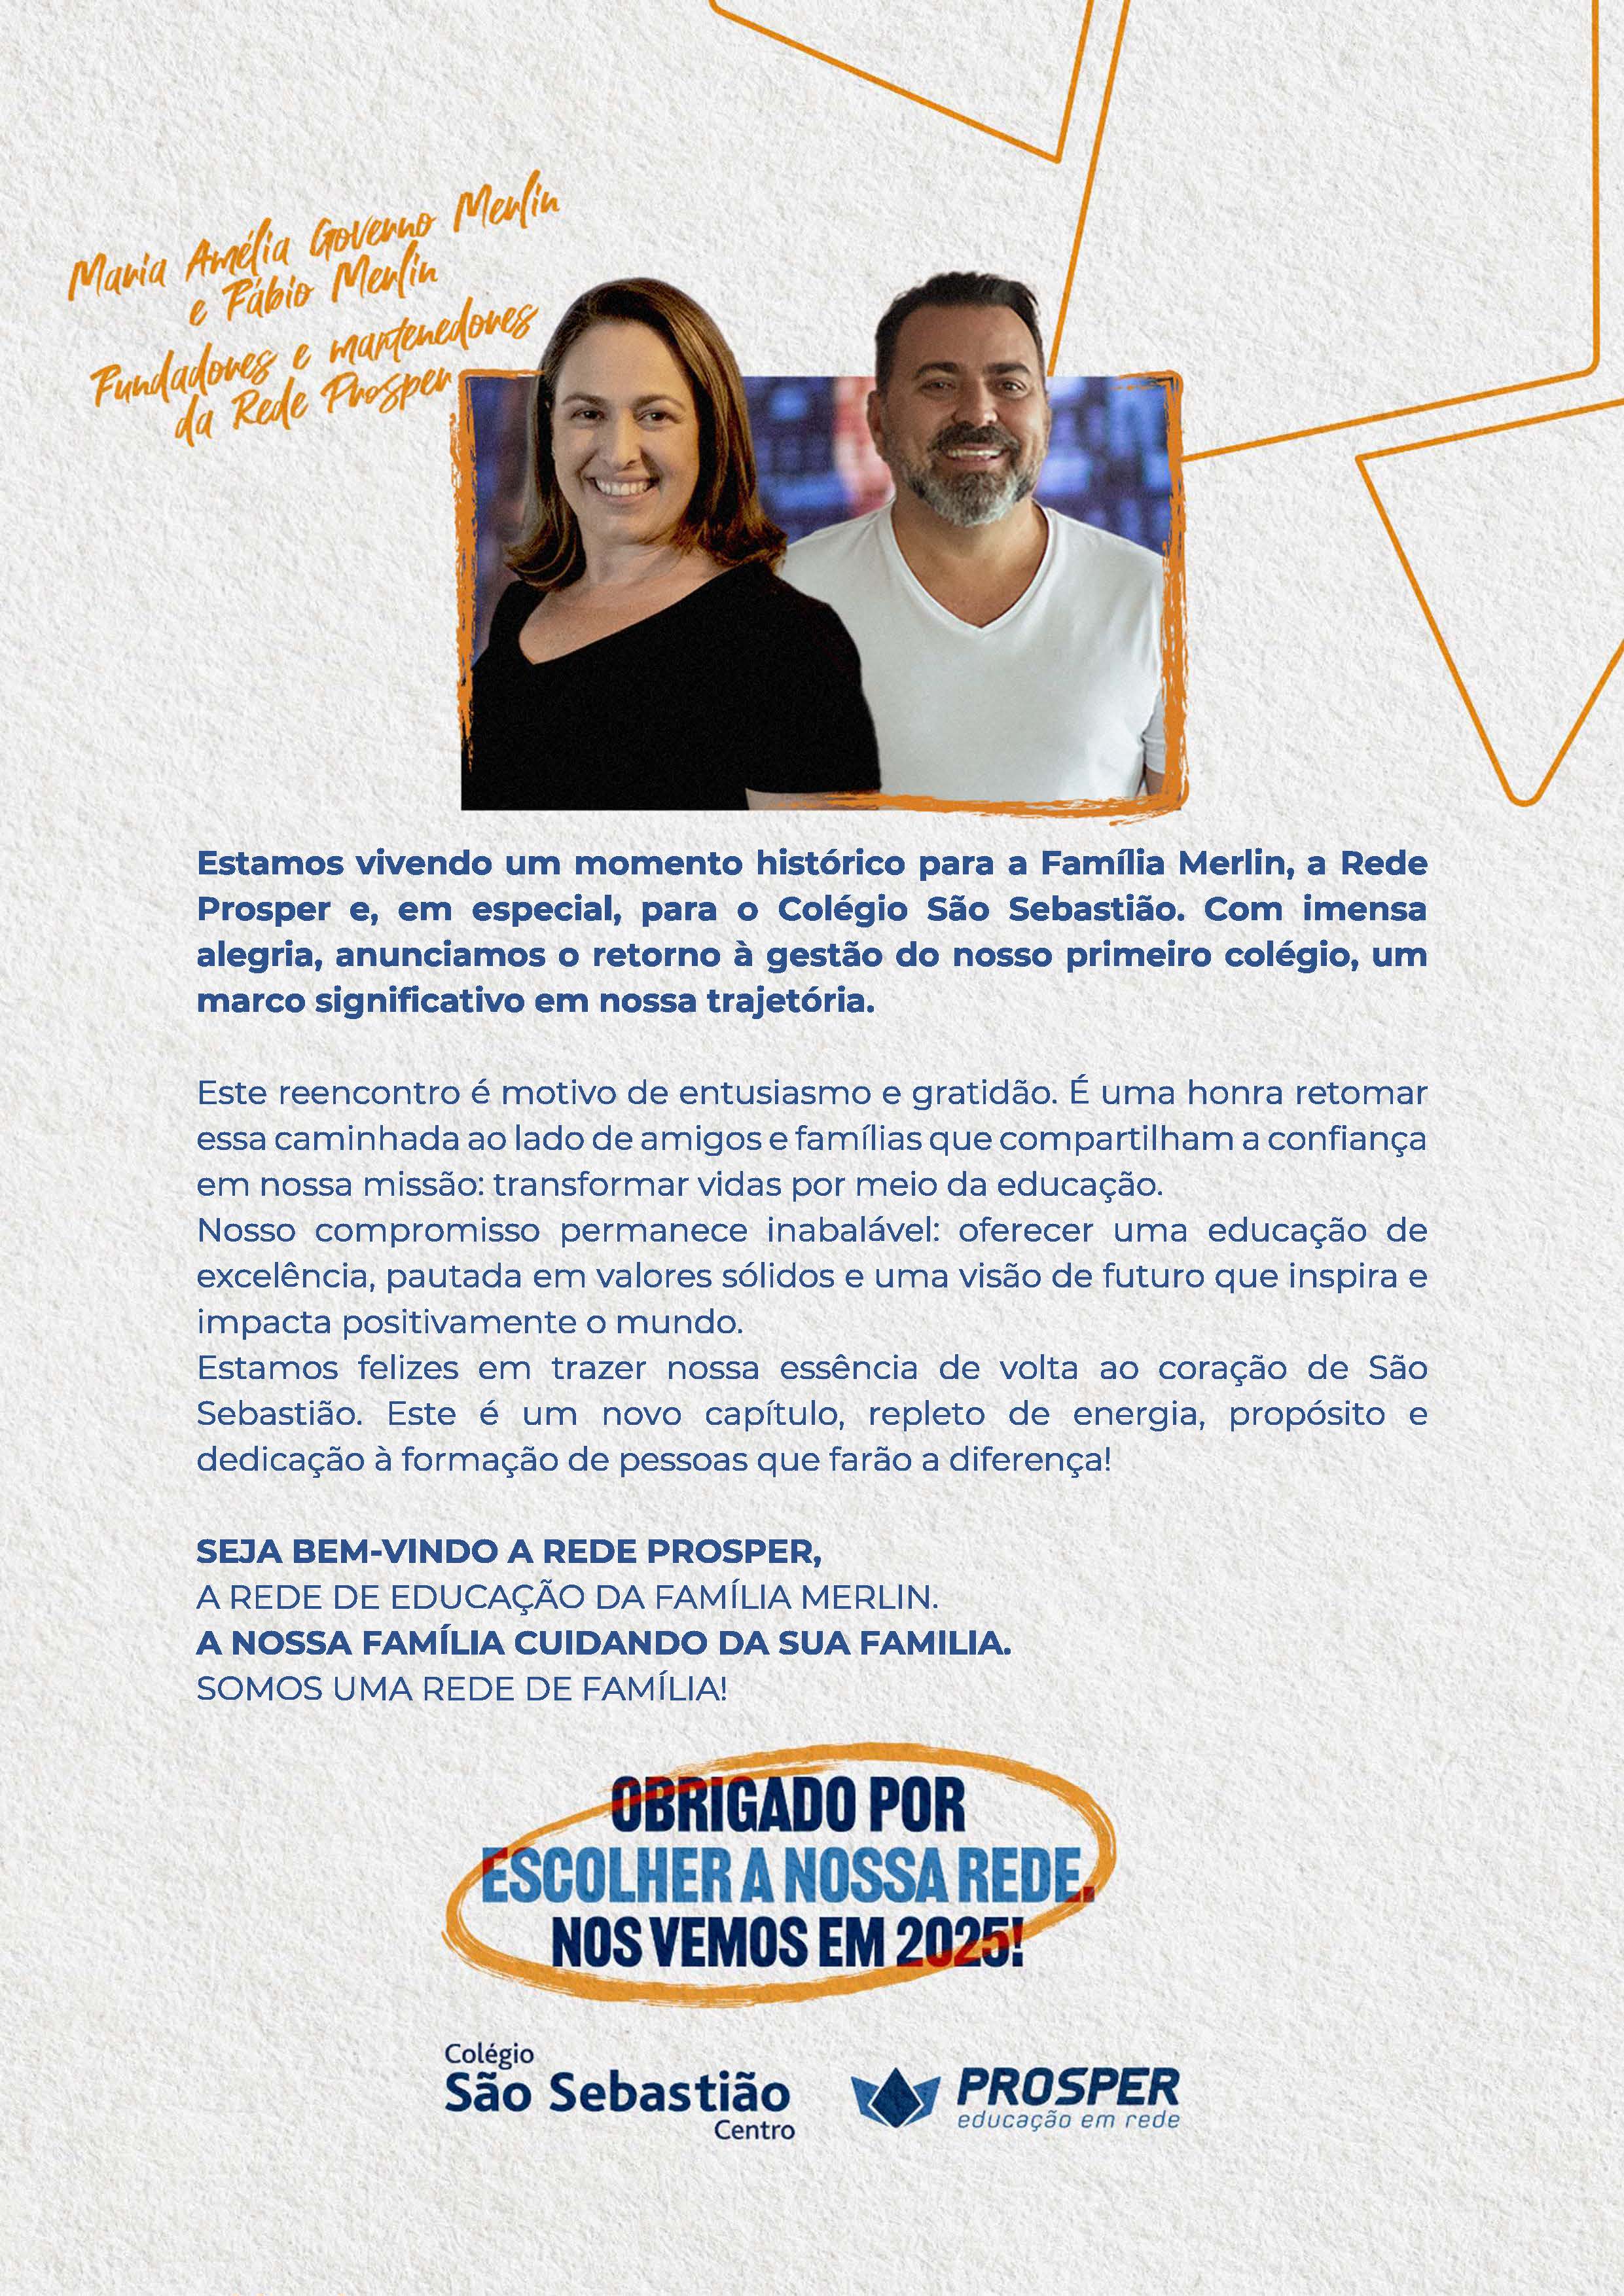 Maria Amélia Governo Merlin
e Fábio Merlin
Fundadores e mantenedores
da Rede Prosper
Estamos vivendo um momento histórico para a Família Merlin, a Rede
Prosper e, em especial, para o Colégio São Sebastião. Com imensa
alegria, anunciamos o retorno à gestão do nosso primeiro colégio, um
marco significativo em nossa trajetória.
Este reencontro é motivo de entusiasmo e gratidão. É uma honra retomar
essa caminhada ao lado de amigos e famílias que compartilham a confiança
em nossa missão: transformar vidas por meio da educação.
Nosso compromisso permanece inabalável: oferecer uma educação de
excelência, pautada em valores sólidos e uma visão de futuro que inspira e
impacta positivamente o mundo.
Estamos felizes em trazer nossa essência de volta ao coração de São
Sebastião. Este é um novo capítulo, repleto de energia, propósito e
dedicação à formação de pessoas que farão a diferença!
SEJA BEM-VINDO A REDE PROSPER,
A REDE DE EDUCAÇÃO DA FAMÍLIA MERLIN.
A NOSSA FAMÍLIA CUIDANDO DA SUA FAMILIA.
SOMOS UMA REDE DE FAMÍLIA!
OBRIGADO POR
ESCOLHER A NOSSA REDE.
NOS VEMOS EM 2025!
Colégio
São Sebastião
Centro
PROSPER
educação em rede